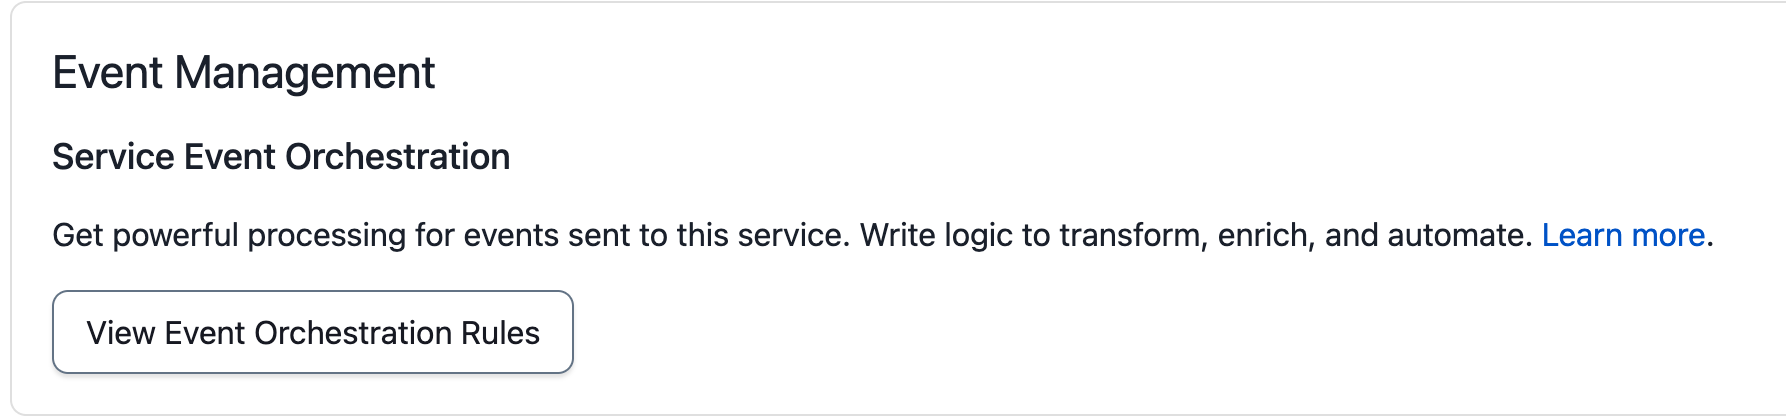 Event Management
Service Event Orchestration
Get powerful processing for events sent to this service. Write logic to transform, enrich, and automate. Learn more.
View Event Orchestration Rules